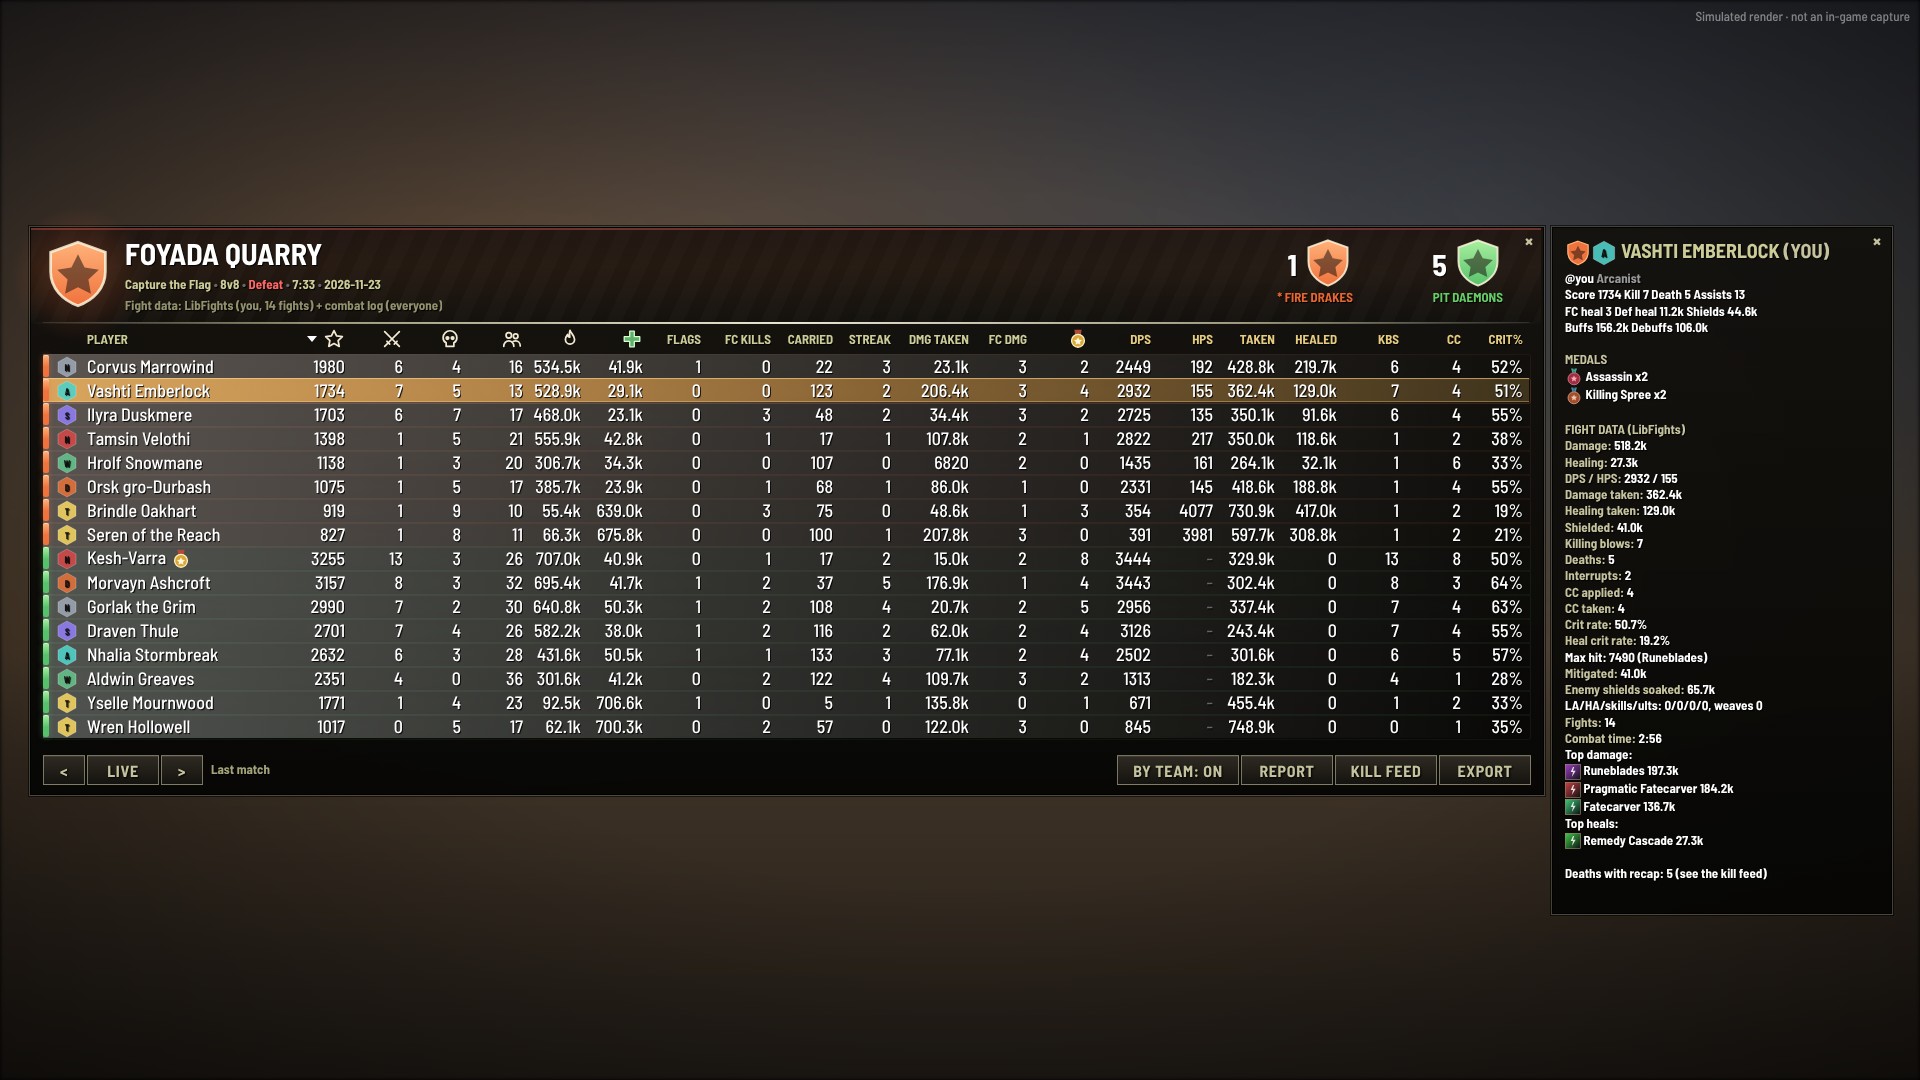 Simulated render · not an in-game capture
FOYADA QUARRY
Capture the Flag · 8v8 · Defeat · 7:33 · 2026-11-23
Fight data: LibFights (you, 14 fights) + combat log (everyone)
1
* FIRE DRAKES
5
PIT DAEMONS
PLAYER FLAGS FC KILLS CARRIED STREAK DMG TAKEN FC DMG DPS HPS TAKEN HEALED KBS CC CRIT%
Corvus Marrowind 1980 6 4 16 534.5k 41.9k 1 0 22 3 23.1k 3 2 2449 192 428.8k 219.7k 6 4 52%
Vashti Emberlock 1734 7 5 13 528.9k 29.1k 0 0 123 2 206.4k 3 4 2932 155 362.4k 129.0k 7 4 51%
Ilyra Duskmere 1703 6 7 17 468.0k 23.1k 0 3 48 2 34.4k 3 2 2725 135 350.1k 91.6k 6 4 55%
Tamsin Velothi 1398 1 5 21 555.9k 42.8k 0 1 17 1 107.8k 2 1 2822 217 350.0k 118.6k 1 2 38%
Hrolf Snowmane 1138 1 3 20 306.7k 34.3k 0 0 107 0 6820 2 0 1435 161 264.1k 32.1k 1 6 33%
Orsk gro-Durbash 1075 1 5 17 385.7k 23.9k 0 1 68 1 86.0k 1 0 2331 145 418.6k 188.8k 1 4 55%
Brindle Oakhart 919 1 9 10 55.4k 639.0k 0 3 75 0 48.6k 1 3 354 4077 730.9k 417.0k 1 2 19%
Seren of the Reach 827 1 8 11 66.3k 675.8k 0 0 100 1 207.8k 3 0 391 3981 597.7k 308.8k 1 2 21%
Kesh-Varra 3255 13 3 26 707.0k 40.9k 0 1 17 2 15.0k 3 8 3444 - 329.9k 0 13 8 50%
Morvayn Ashcroft 3157 8 3 32 695.4k 41.7k 1 2 37 5 176.9k 1 4 3443 - 302.4k 0 8 3 64%
Gorlak the Grim 2990 7 2 30 640.8k 50.3k 1 2 108 4 20.7k 2 5 2956 - 337.4k 0 7 4 63%
Draven Thule 2701 7 4 26 582.2k 38.0k 1 2 116 2 62.0k 2 4 3126 - 243.4k 0 7 4 55%
Nhalia Stormbreak 2632 6 3 28 431.6k 50.5k 1 1 133 3 77.1k 2 4 2502 - 301.6k 0 6 5 57%
Aldwin Greaves 2351 4 0 36 301.6k 41.2k 0 2 122 4 109.7k 3 2 1313 - 182.3k 0 4 1 28%
Yselle Mournwood 1771 1 4 23 92.5k 706.6k 1 0 5 1 135.8k 0 1 671 - 455.4k 0 1 2 33%
Wren Hollowell 1017 0 5 17 62.1k 700.3k 0 2 57 0 122.0k 3 0 845 - 748.9k 0 0 1 35%
< LIVE > Last match BY TEAM: ON REPORT KILL FEED EXPORT
VASHTI EMBERLOCK (YOU)
@you Arcanist
Score 1734 Kill 7 Death 5 Assists 13
FC heal 3 Def heal 11.2k Shields 44.6k
Buffs 156.2k Debuffs 106.0k
MEDALS
Assassin x2
Killing Spree x2
FIGHT DATA (LibFights)
Damage: 518.2k
Healing: 27.3k
DPS / HPS: 2932 / 155
Damage taken: 362.4k
Healing taken: 129.0k
Shielded: 41.0k
Killing blows: 7
Deaths: 5
Interrupts: 2
CC applied: 4
CC taken: 4
Crit rate: 50.7%
Heal crit rate: 19.2%
Max hit: 7490 (Runeblades)
Mitigated: 41.0k
Enemy shields soaked: 65.7k
LA/HA/skills/ults: 0/0/0/0, weaves 0
Fights: 14
Combat time: 2:56
Top damage:
Runeblades 197.3k
Pragmatic Fatecarver 184.2k
Fatecarver 136.7k
Top heals:
Remedy Cascade 27.3k
Deaths with recap: 5 (see the kill feed)